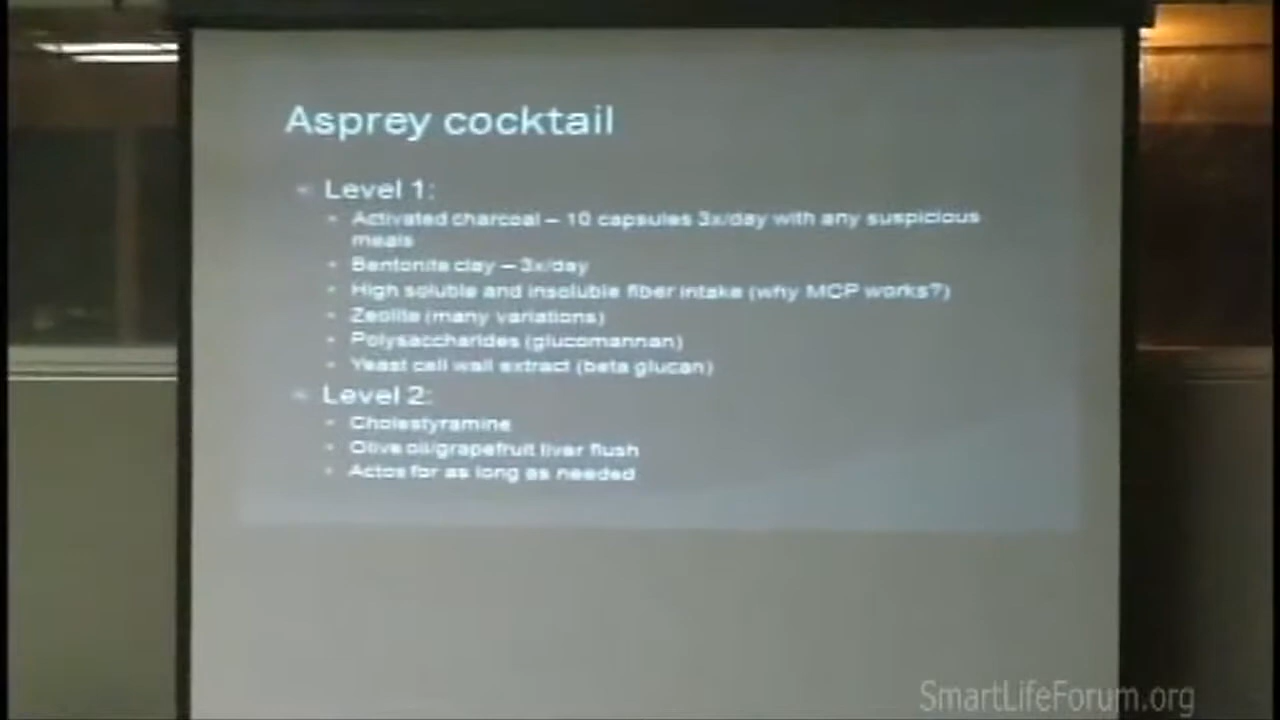 Asprey cocktail
Level 1:
Activated charcoal – 10 capsules 3x/day with any suspicious
meals
Bentonite clay – 3x/day
High soluble and insoluble fiber intake (why MCP works?)
Zeolite (many variations)
Polysaccharides (glucomannan)
Yeast cell wall extract (beta glucan)
Level 2:
Cholestyramine
Olive oil/grapefruit liver flush
Actos for as long as needed
SmartLifeForum.org